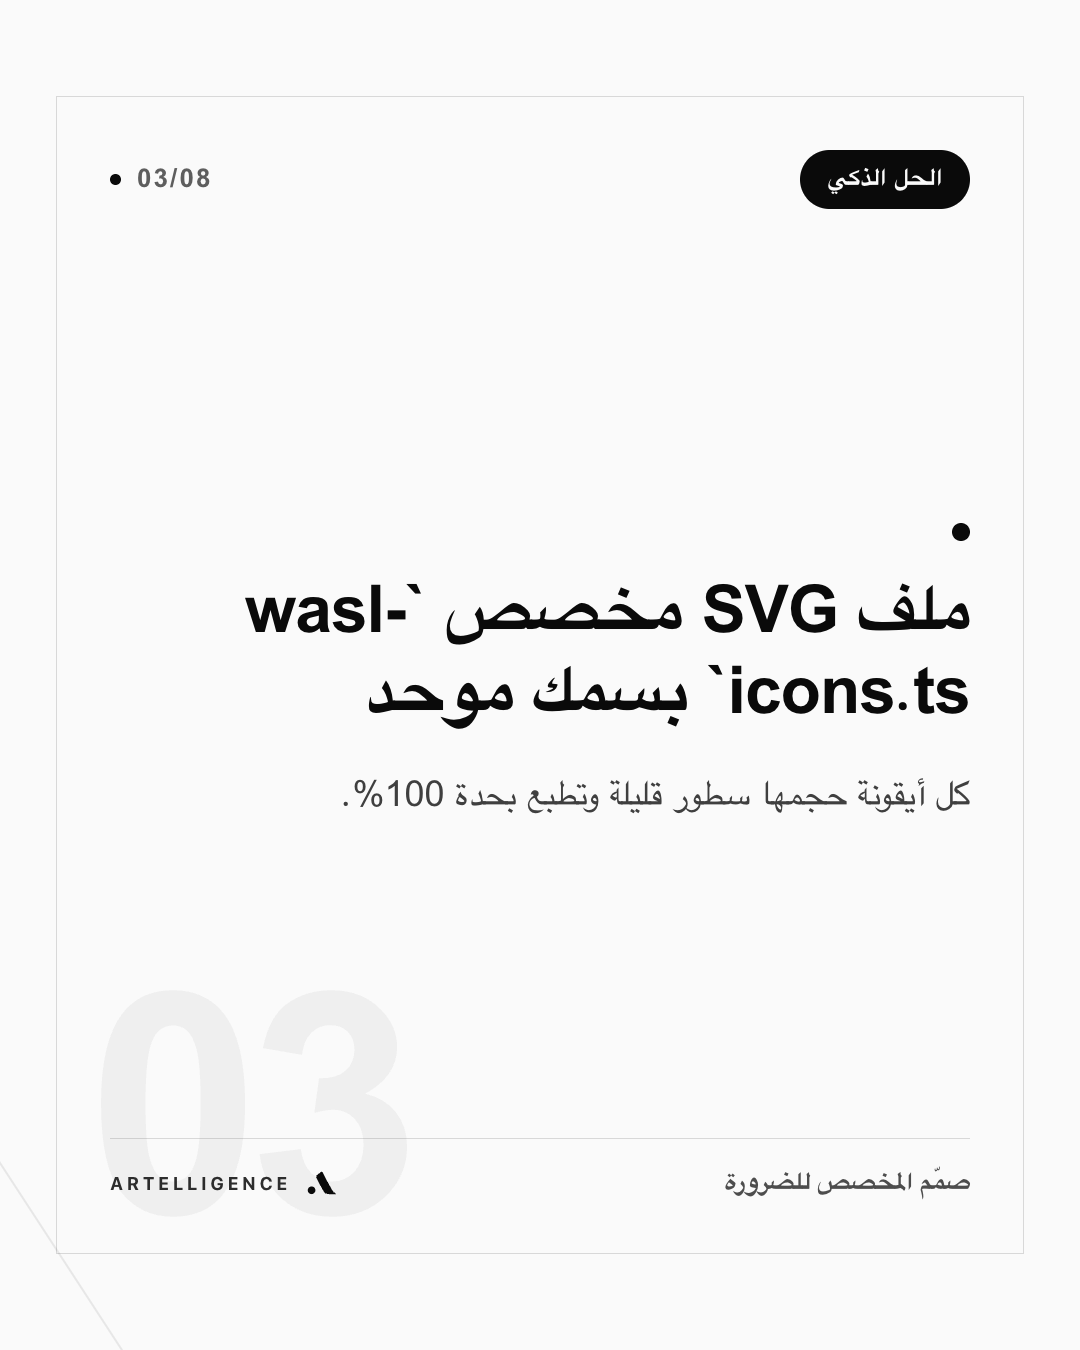 الحل الذكي
03/08
ملف SVG مخصص `wasl-
icons.ts` بسمك موحد
كل أيقونة حجمها سطور قليلة وتطبع بحدة 100%.
03
صمّم المخصص للضرورة
ARTELLIGENCE